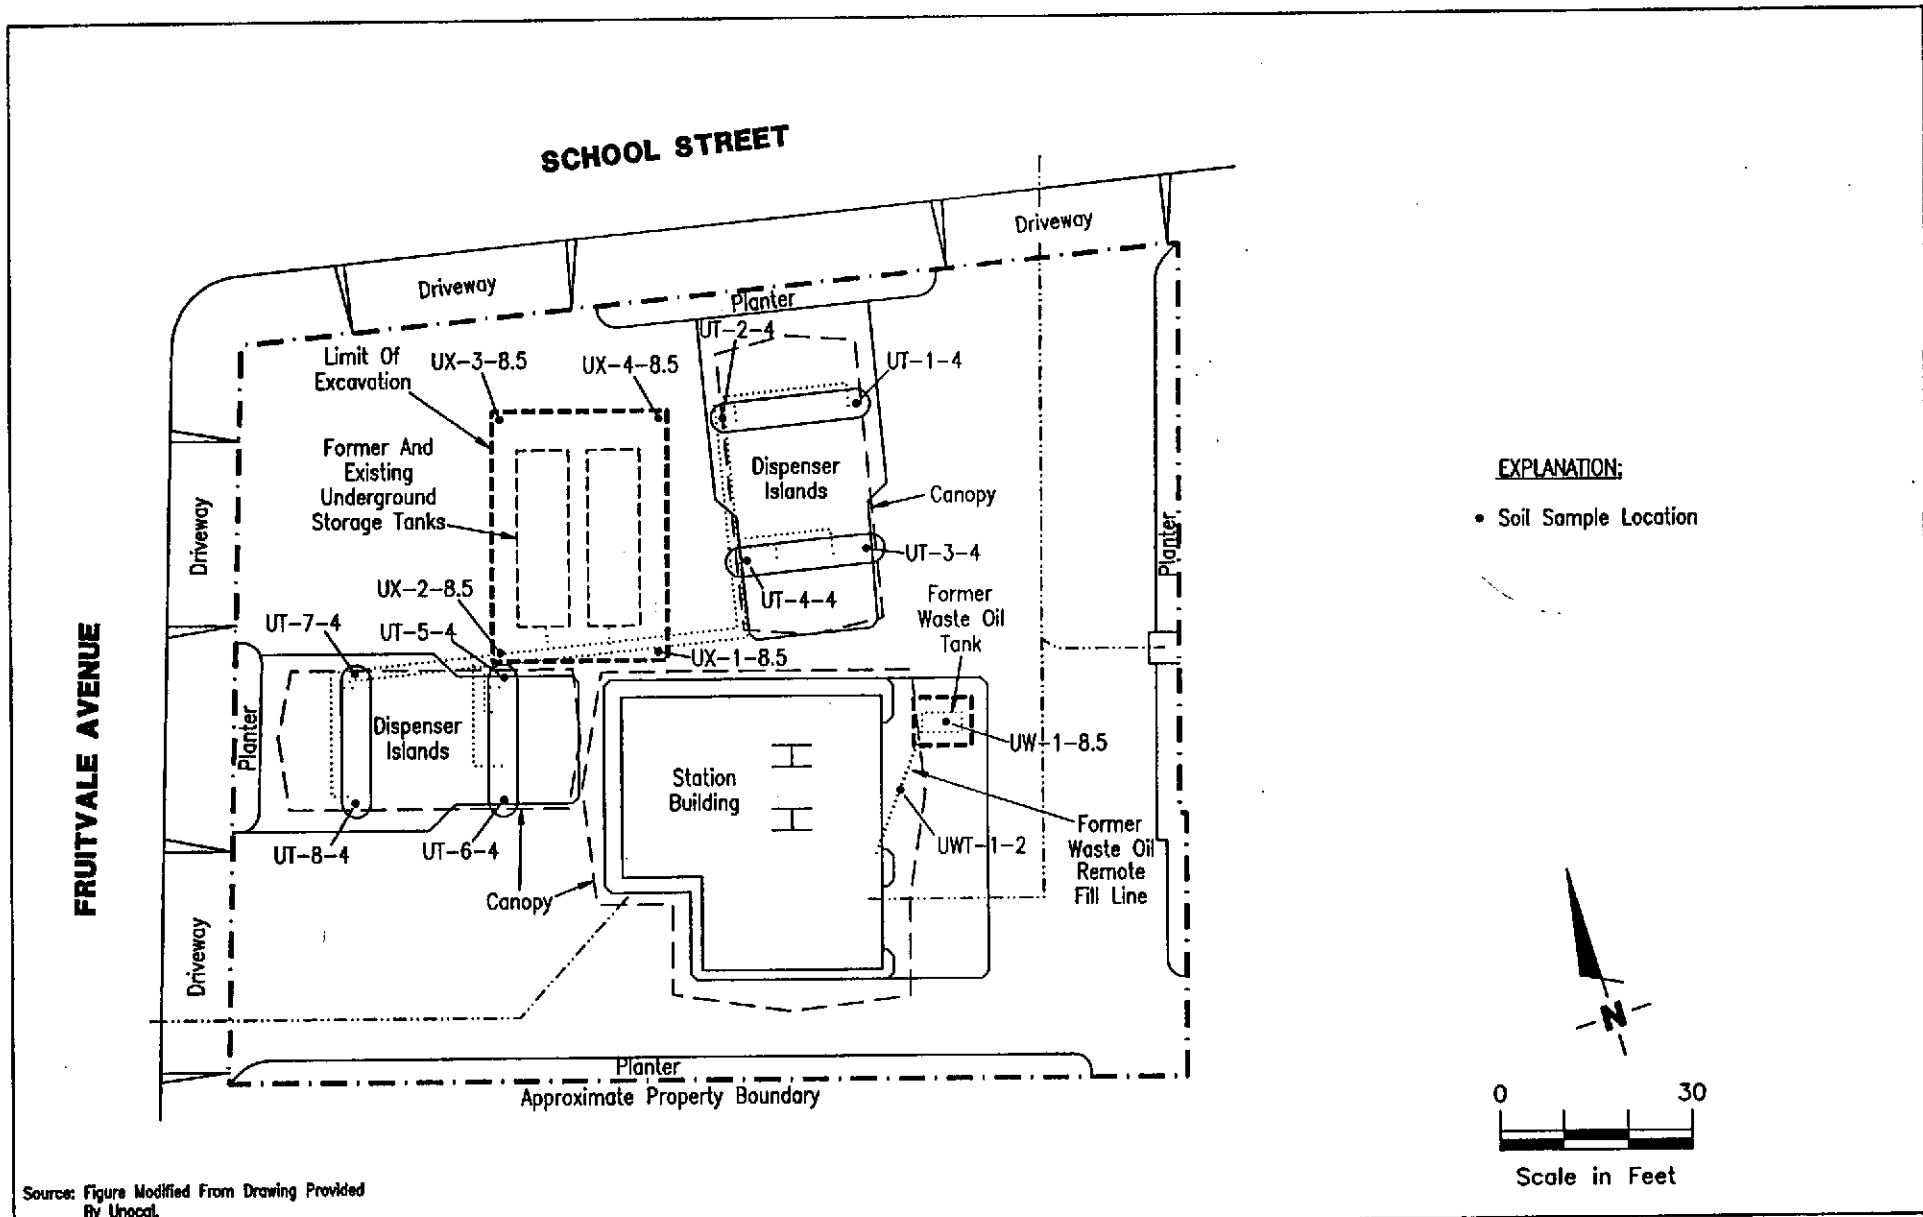 SCHOOL STREET
Driveway
Driveway
Planter
UT-2-4
Limit Of
Excavation
UX-3-8.5
UX-4-8.5
UT-1-4
Former And
Existing
Underground
Storage Tanks
Dispenser
Islands
Canopy
EXPLANATION:
• Soil Sample Location
Driveway
Planter
UT-3-4
UX-2-8.5
UT-4-4
Former
Waste Oil
Tank
UT-7-4
UT-5-4
UX-1-8.5
FRUITVALE AVENUE
Planter
Dispenser
Islands
UW-1-8.5
Station
Building
UT-8-4
UT-6-4
UWT-1-2
Former
Waste Oil
Remote
Fill Line
Canopy
Driveway
N
Planter
Approximate Property Boundary
0 30
Scale in Feet
Source: Figure Modified From Drawing Provided
By Unocal.